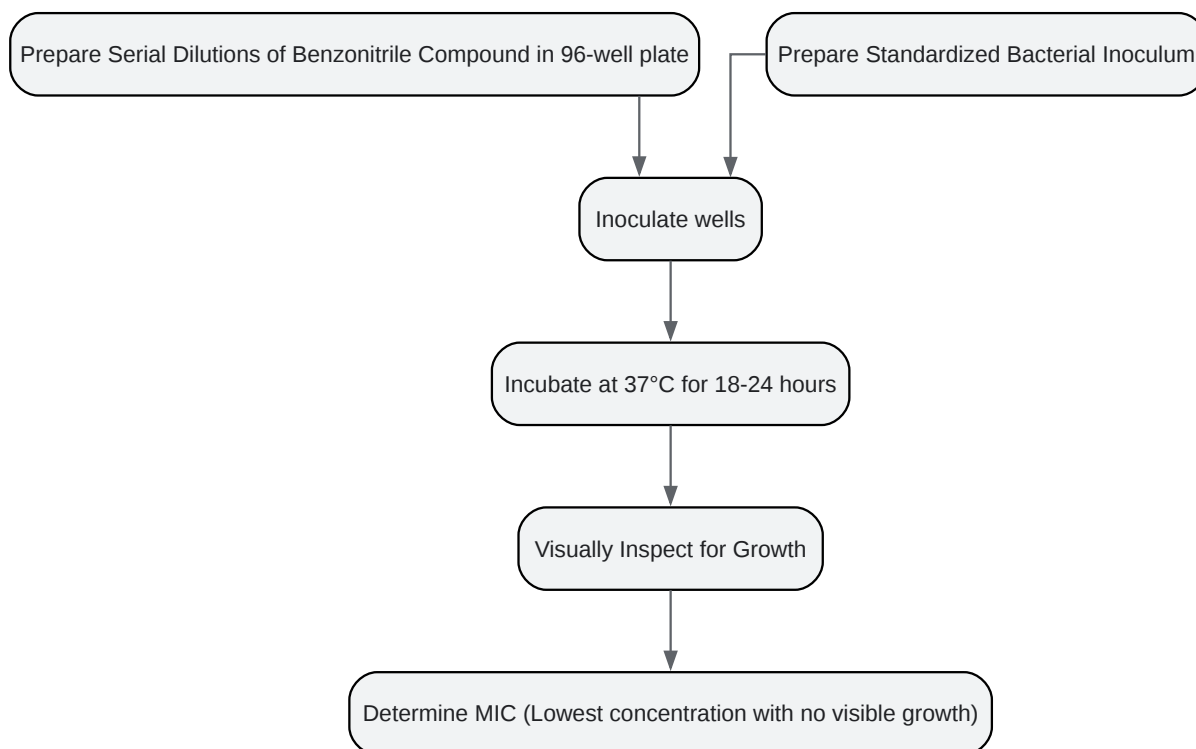 Prepare Serial Dilutions of Benzonitrile Compound in 96-well plate
Prepare Standardized Bacterial Inoculum
Inoculate wells
Incubate at 37°C for 18-24 hours
Visually Inspect for Growth
Determine MIC (Lowest concentration with no visible growth)